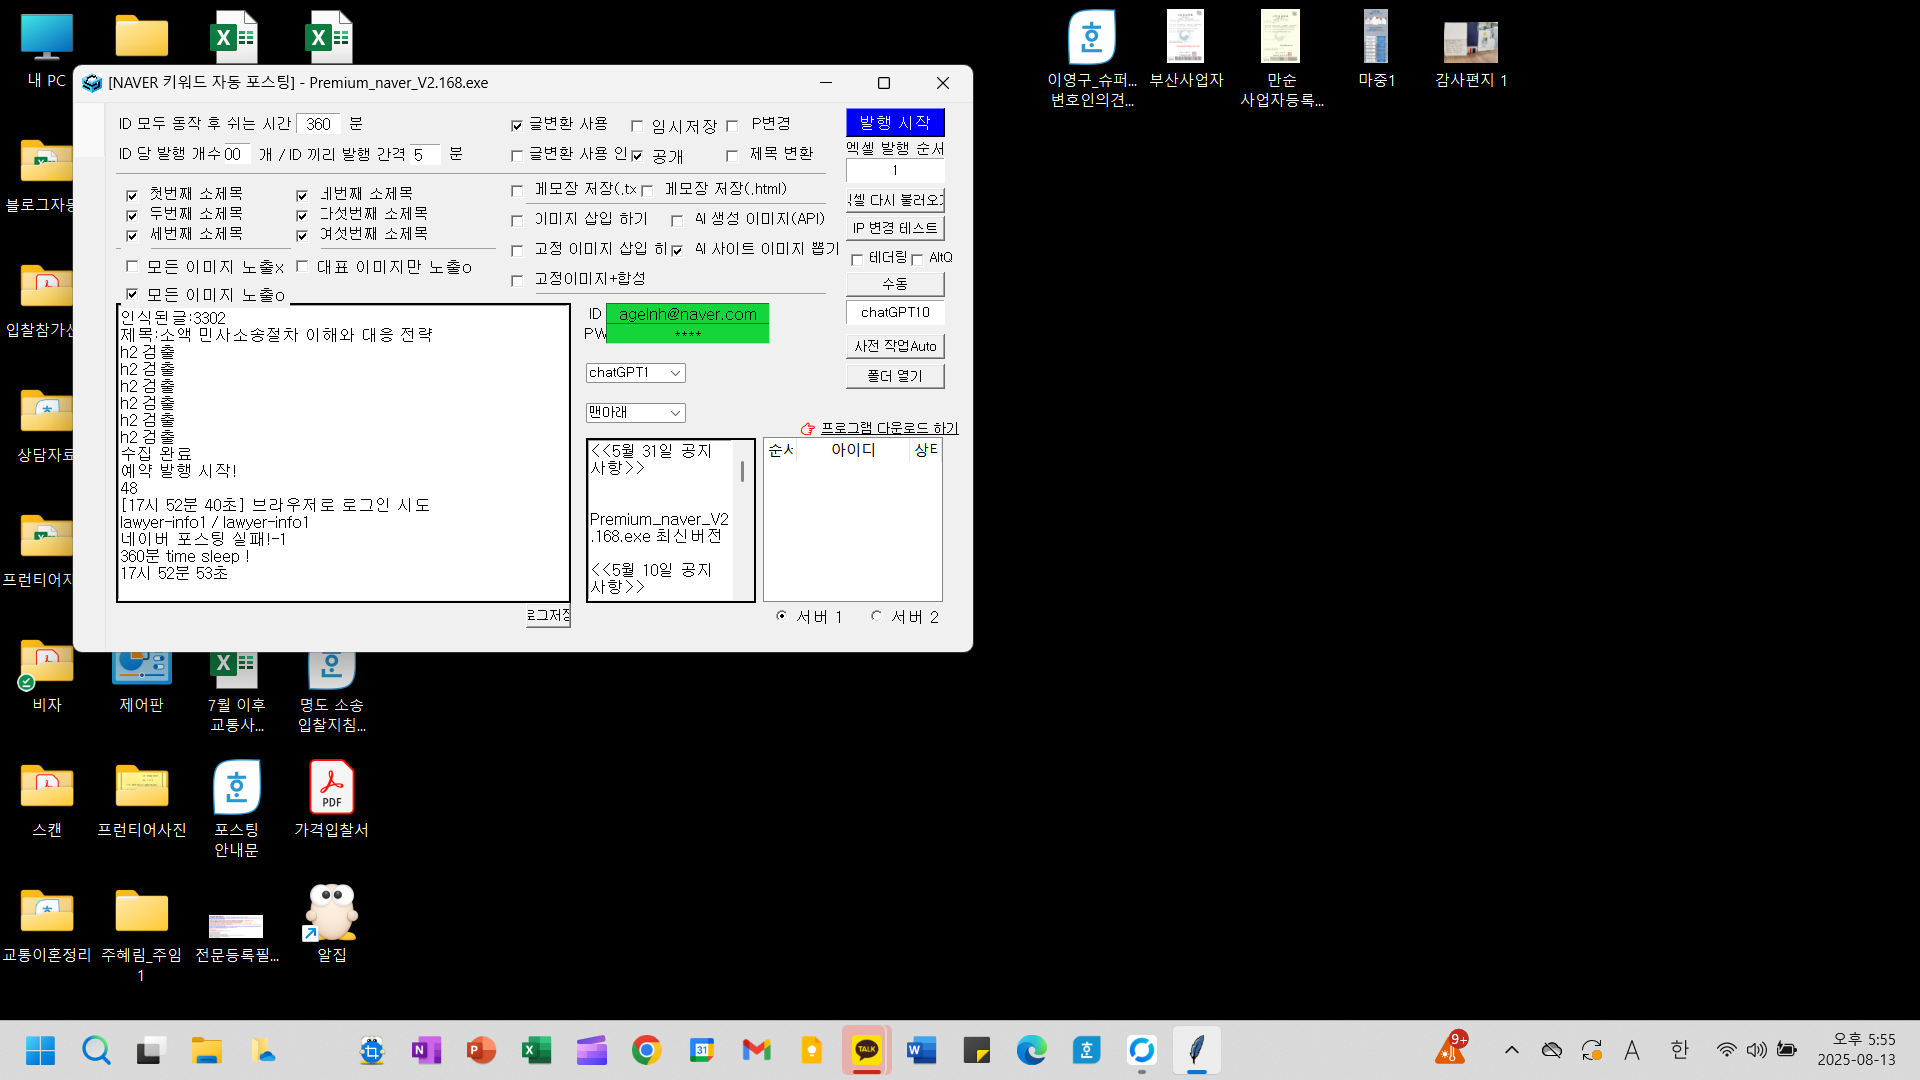 내 PC
[NAVER 키워드 자동 포스팅] - Premium_naver_V2.168.exe
ID 모두 동작 후 쉬는 시간 360 분
ID 당 발행 개수 00 개 / ID 끼리 발행 간격 5 분
글변환 사용 임시저장 P변경
글변환 사용 인 공개 제목 변환
첫번째 소제목 네번째 소제목
두번째 소제목 다섯번째 소제목
세번째 소제목 여섯번째 소제목
모든 이미지 노출x 대표 이미지만 노출o
모든 이미지 노출o
메모장 저장(.tx 메모장 저장(.html)
이미지 삽입 하기 AI 생성 이미지(API)
고정 이미지 삽입 AI 사이트 이미지 뽑기
고정이미지+합성
발행 시작
엑셀 발행 순서
1
엑셀 다시 불러오기
IP 변경 테스트
테더링 AltQ
수동
chatGPT10
사전 작업Auto
폴더 열기
인식된글:3302
제목:소액 민사소송절차 이해와 대응 전략
h2 검출
h2 검출
h2 검출
h2 검출
h2 검출
h2 검출
수집 완료
예약 발행 시작!
48
[17시 52분 40초] 브라우저로 로그인 시도
lawyer-info1 / lawyer-info1
네이버 포스팅 실패!-1
360분 time sleep !
17시 52분 53초
로그저장
ID agelnh@naver.com
PW ****
chatGPT1
맨아래
프로그램 다운로드 하기
<<5월 31일 공지
사항>>
Premium_naver_V2
.168.exe 최신버전
<<5월 10일 공지
사항>>
순서 아이디 상태
서버 1 서버 2
이영구_슈퍼...
변호인의견...
부산사업자
만순
사업자등록...
마중1
감사편지 1
블로그자동
입찰참가신
상담자료
프런티어자
비자
제어판
7월 이후
교통사...
명도 소송
입찰지침...
스캔
프런티어사진
포스팅
안내문
PDF
가격입찰서
교통이혼정리
주혜림_주임
1
전문등록필...
알집
TALK
31
9+
A
한
오후 5:55
2025-08-13